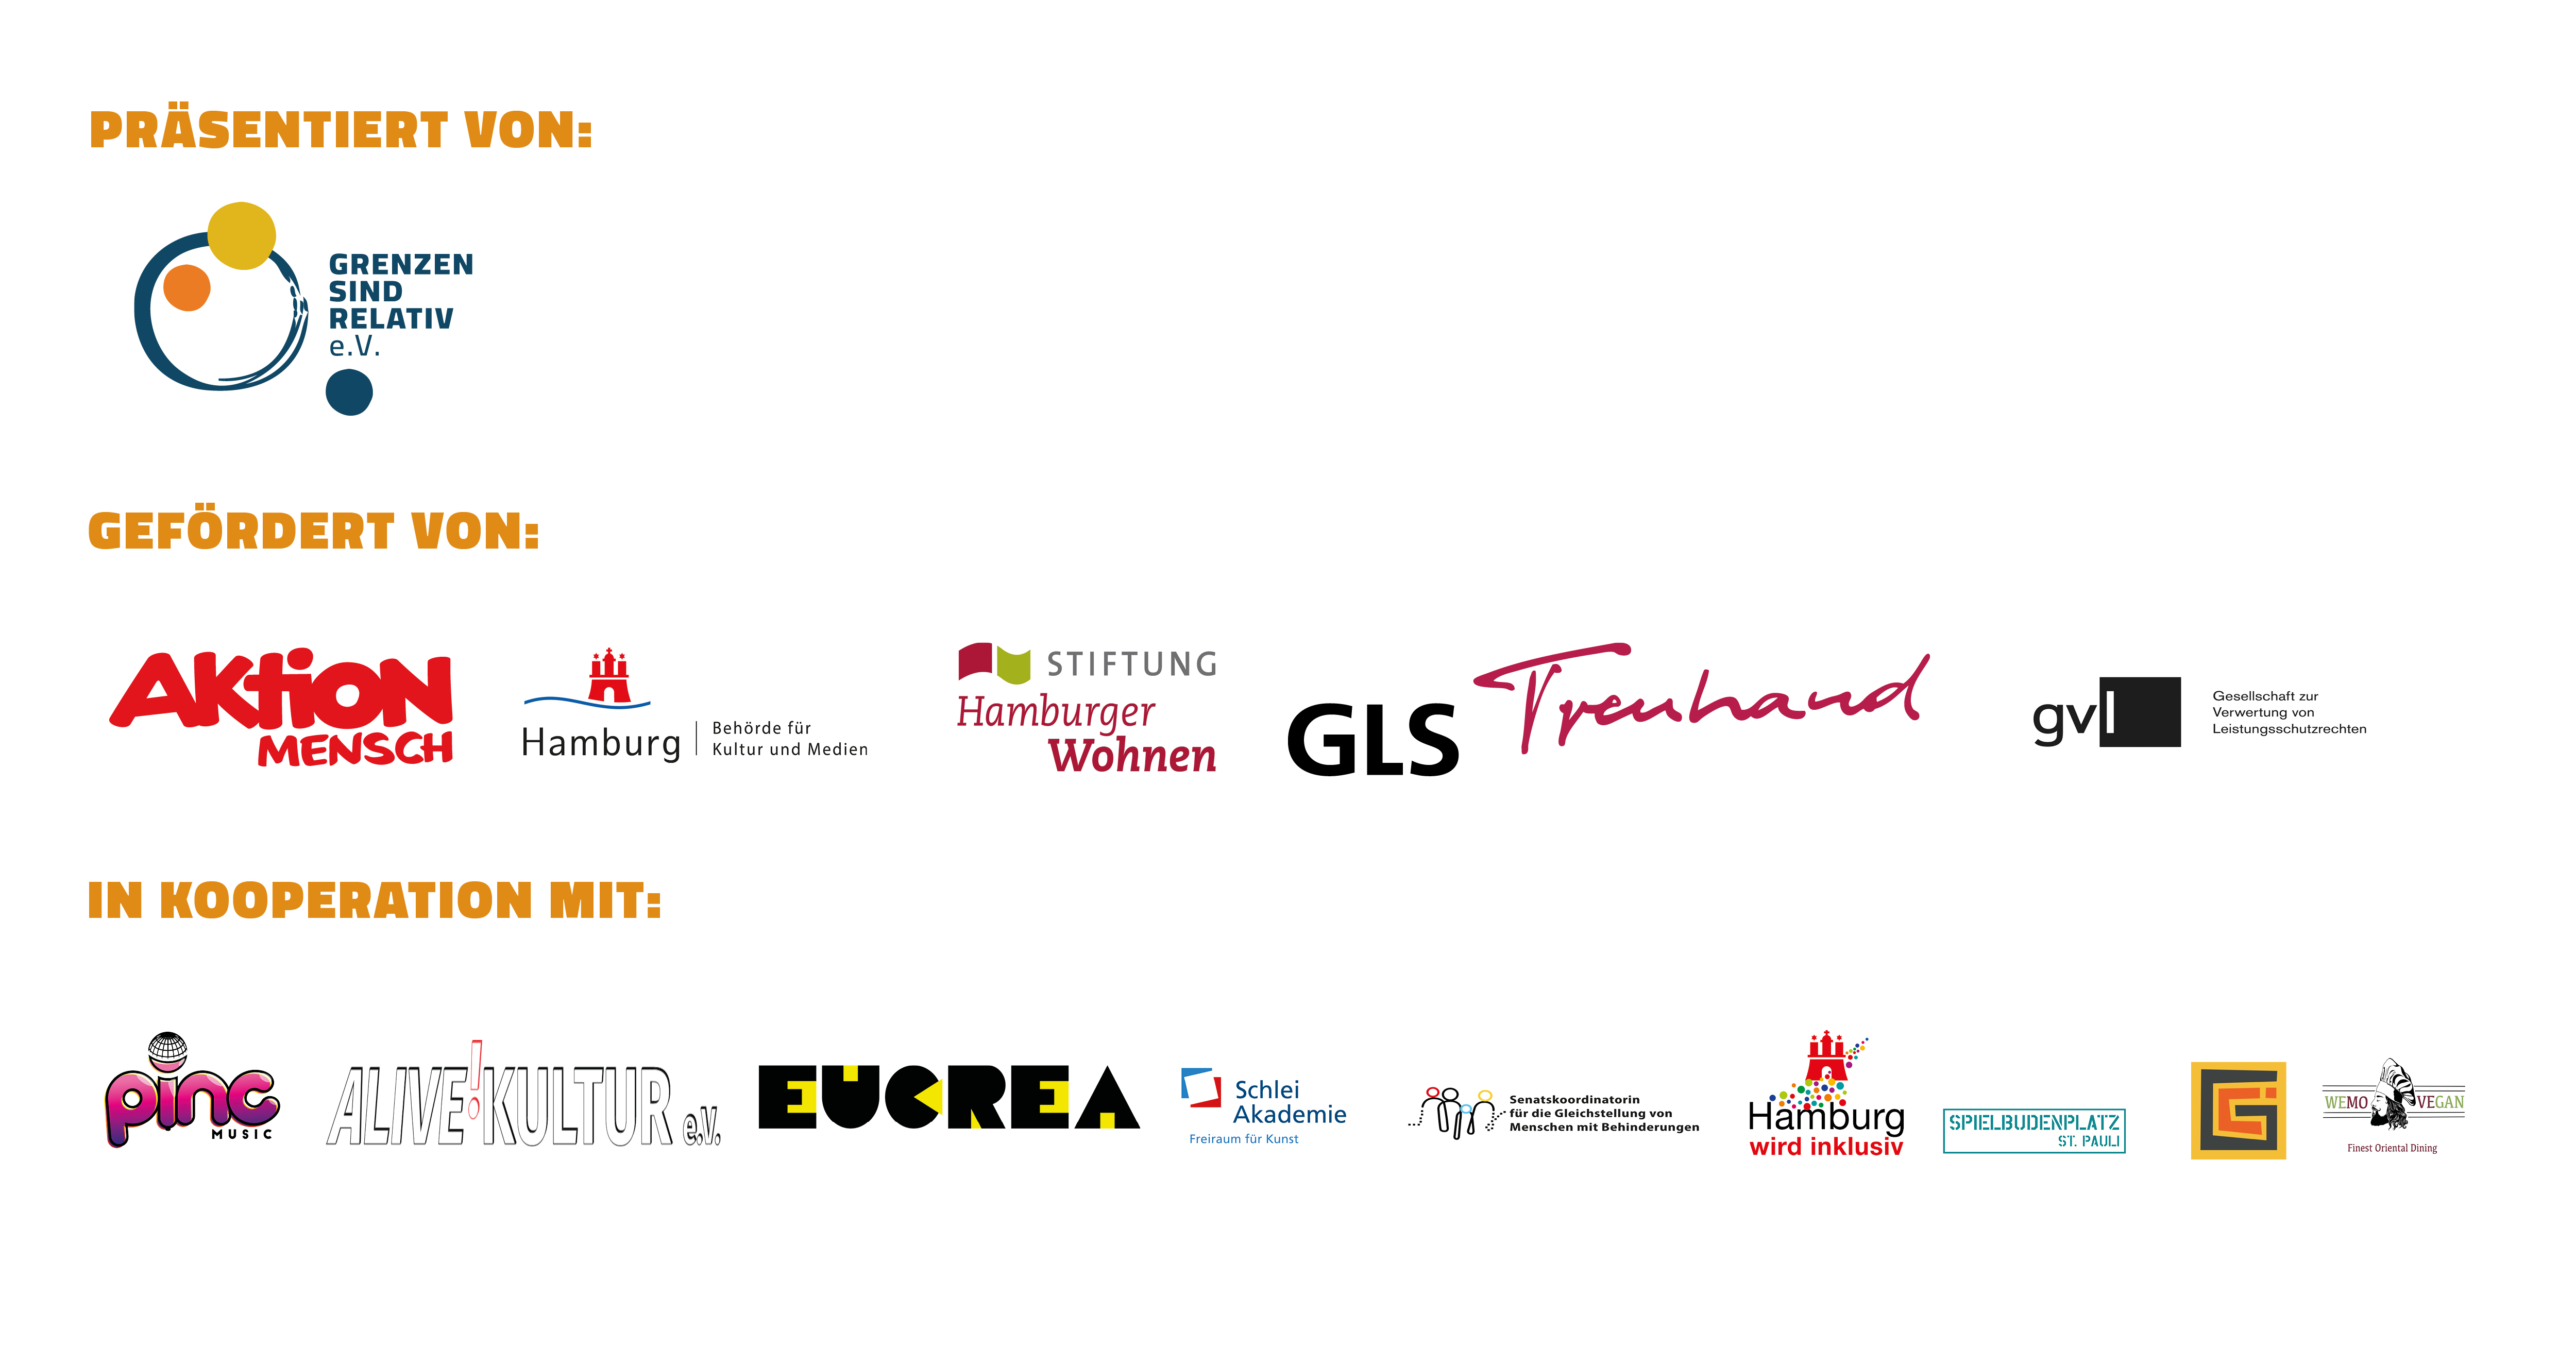 PRÄSENTIERT VON:
GRENZEN
SIND
RELATIV
e.V.
GEFÖRDERT VON:
AKtiON
MENSCH
Hamburg
Behörde für
Kultur und Medien
STIFTUNG
Hamburger
Wohnen
GLS Treuhand
gvl
Gesellschaft zur
Verwertung von
Leistungsschutzrechten
IN KOOPERATION MIT:
pinc
MUSIC
ALIVE!KULTUR e.V.
EUCREA
Schlei
Akademie
Freiraum für Kunst
Senatskoordinatorin
für die Gleichstellung von
Menschen mit Behinderungen
Hamburg
wird inklusiv
SPIELBUDENPLATZ
ST. PAULI
WEMO VEGAN
Finest Oriental Dining